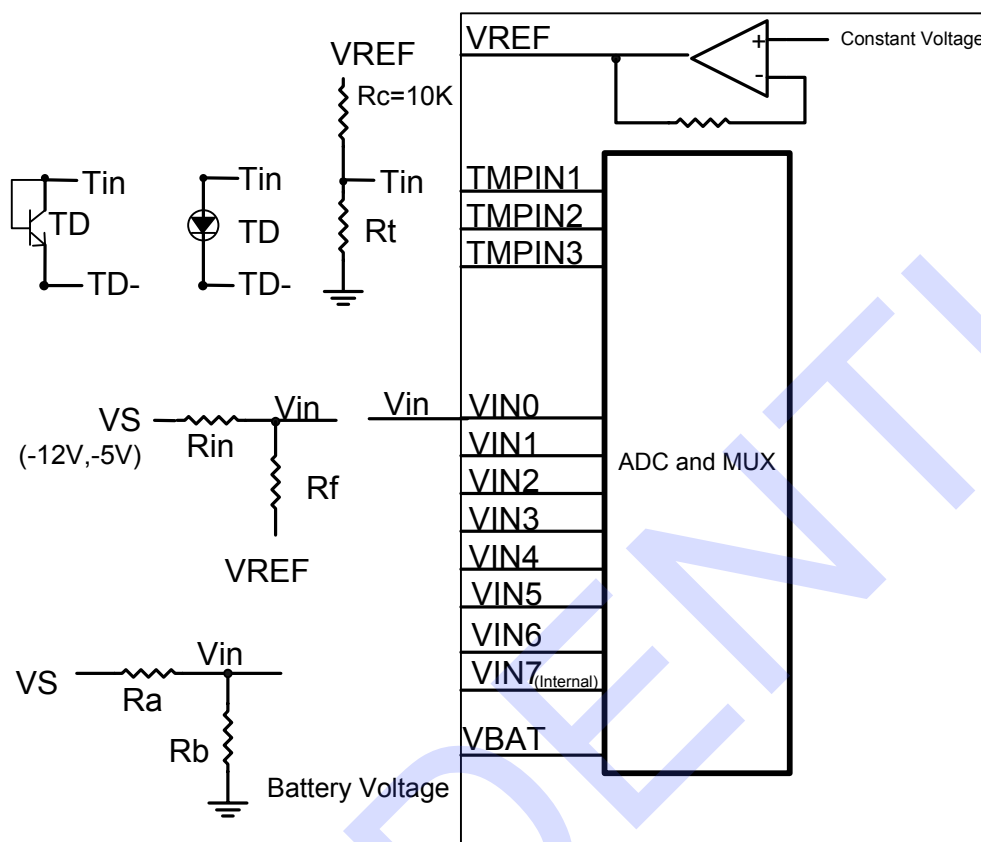 VREF
Constant Voltage
+
-
VREF
Rc=10K
Tin
Rt
Tin
TD
TD-
Tin
TD
TD-
TMPIN1
TMPIN2
TMPIN3
VS
(-12V,-5V)
Rin
Vin
Rf
VREF
Vin
VIN0
VIN1
VIN2
VIN3
VIN4
VIN5
VIN6
VIN7(Internal)
VBAT
ADC and MUX
VS
Ra
Vin
Rb
Battery Voltage
DENTI